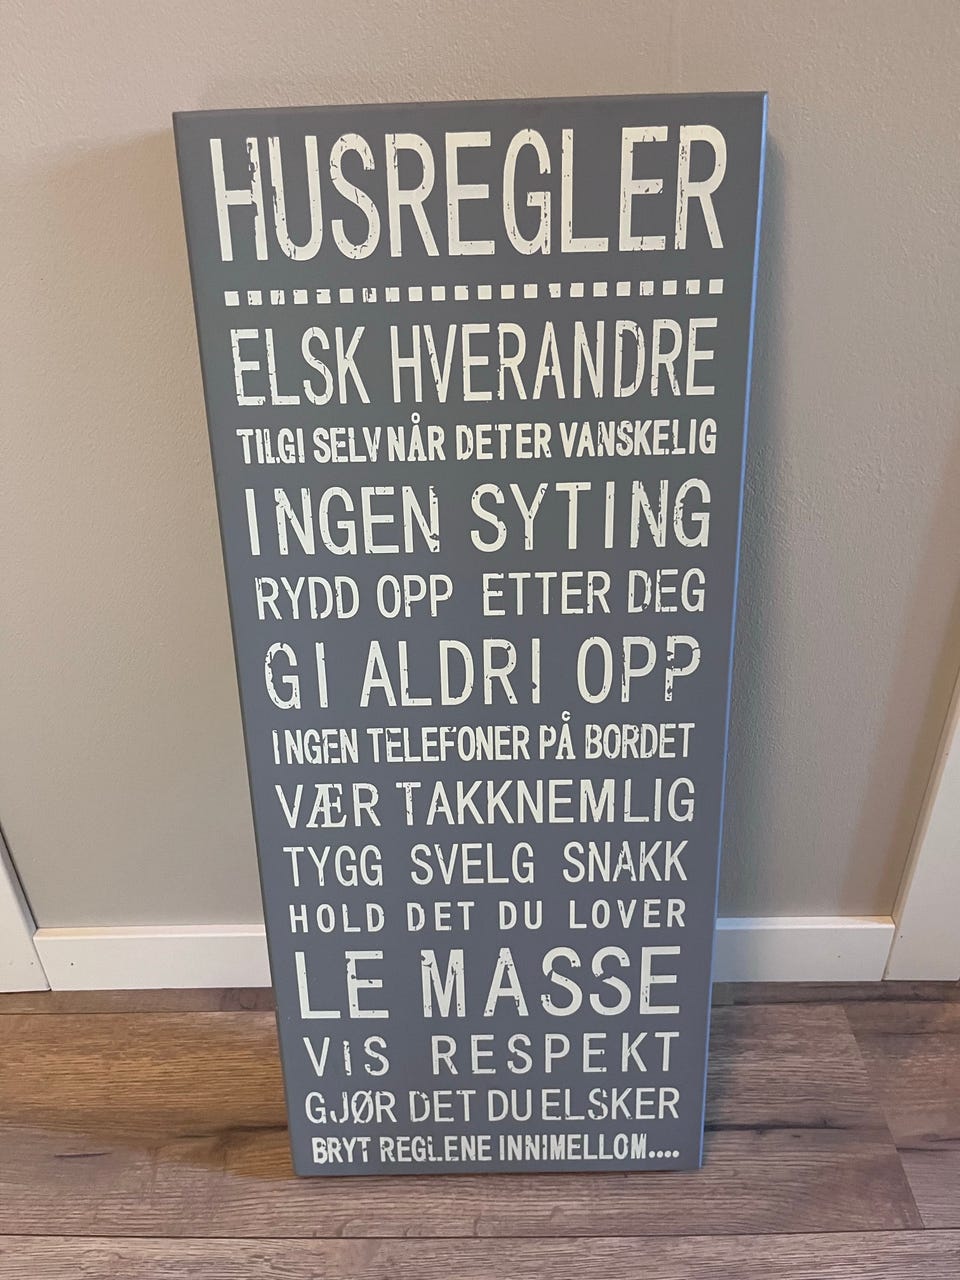 HUSREGLER
ELSK HVERANDRE
TILGI SELV NÅR DET ER VANSKELIG
INGEN SYTING
RYDD OPP ETTER DEG
GI ALDRI OPP
INGEN TELEFONER PÅ BORDET
VÆR TAKKNEMLIG
TYGG SVELG SNAKK
HOLD DET DU LOVER
LE MASSE
VIS RESPEKT
GJØR DET DU ELSKER
BRYT REGLENE INNIMELLOM....